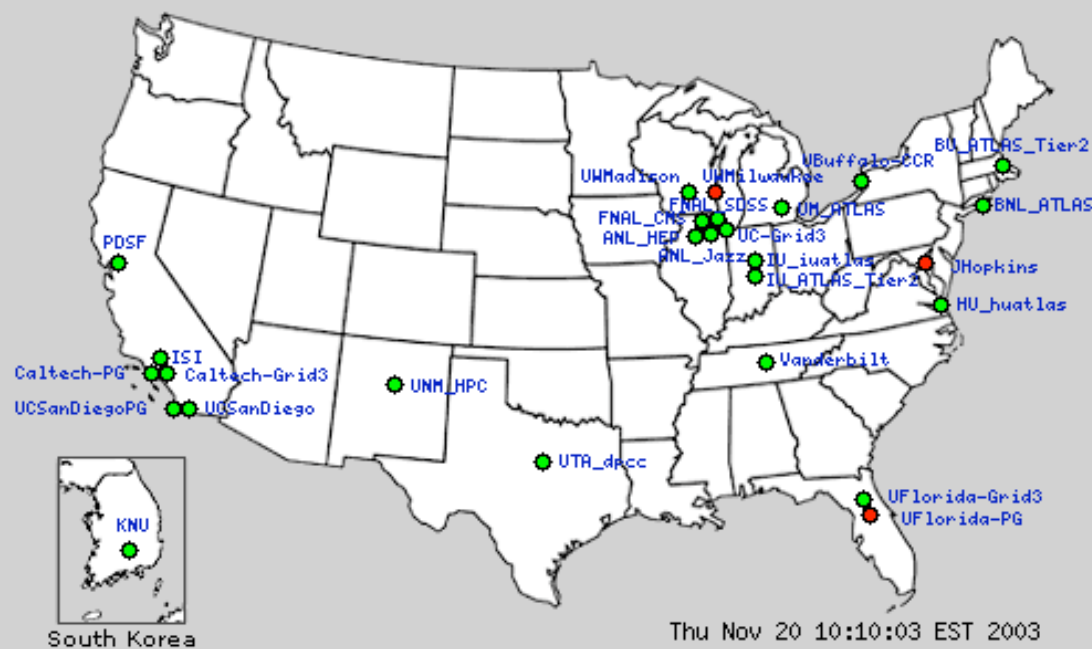 BU_ATLAS_Tier2
UBuffalo-CCR
UWMadison
UWMilwaukee
FNAL_SDSS
UM_ATLAS
BNL_ATLAS
FNAL_CMS
ANL_HEP
UC-Grid3
PDSF
ANL_Jazz
IU_iuatlas
JHopkins
IU_ATLAS_Tier2
HU_huatlas
ISI
Vanderbilt
Caltech-PG
Caltech-Grid3
UNM_HPC
UCSanDiegoPG
UCSanDiego
UTA_dpcc
UFlorida-Grid3
UFlorida-PG
KNU
South Korea
Thu Nov 20 10:10:03 EST 2003